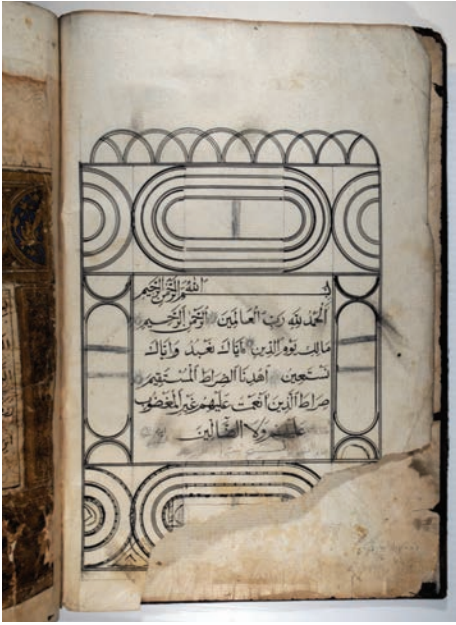 بسم الله الرحمن الرحيم
الحمد لله رب العالمين الرحمن الرحيم
مالك يوم الدين اياك نعبد واياك
نستعين اهدنا الصراط المستقيم
صراط الذين انعمت عليهم غير المغضوب
عليهم ولا الضالين